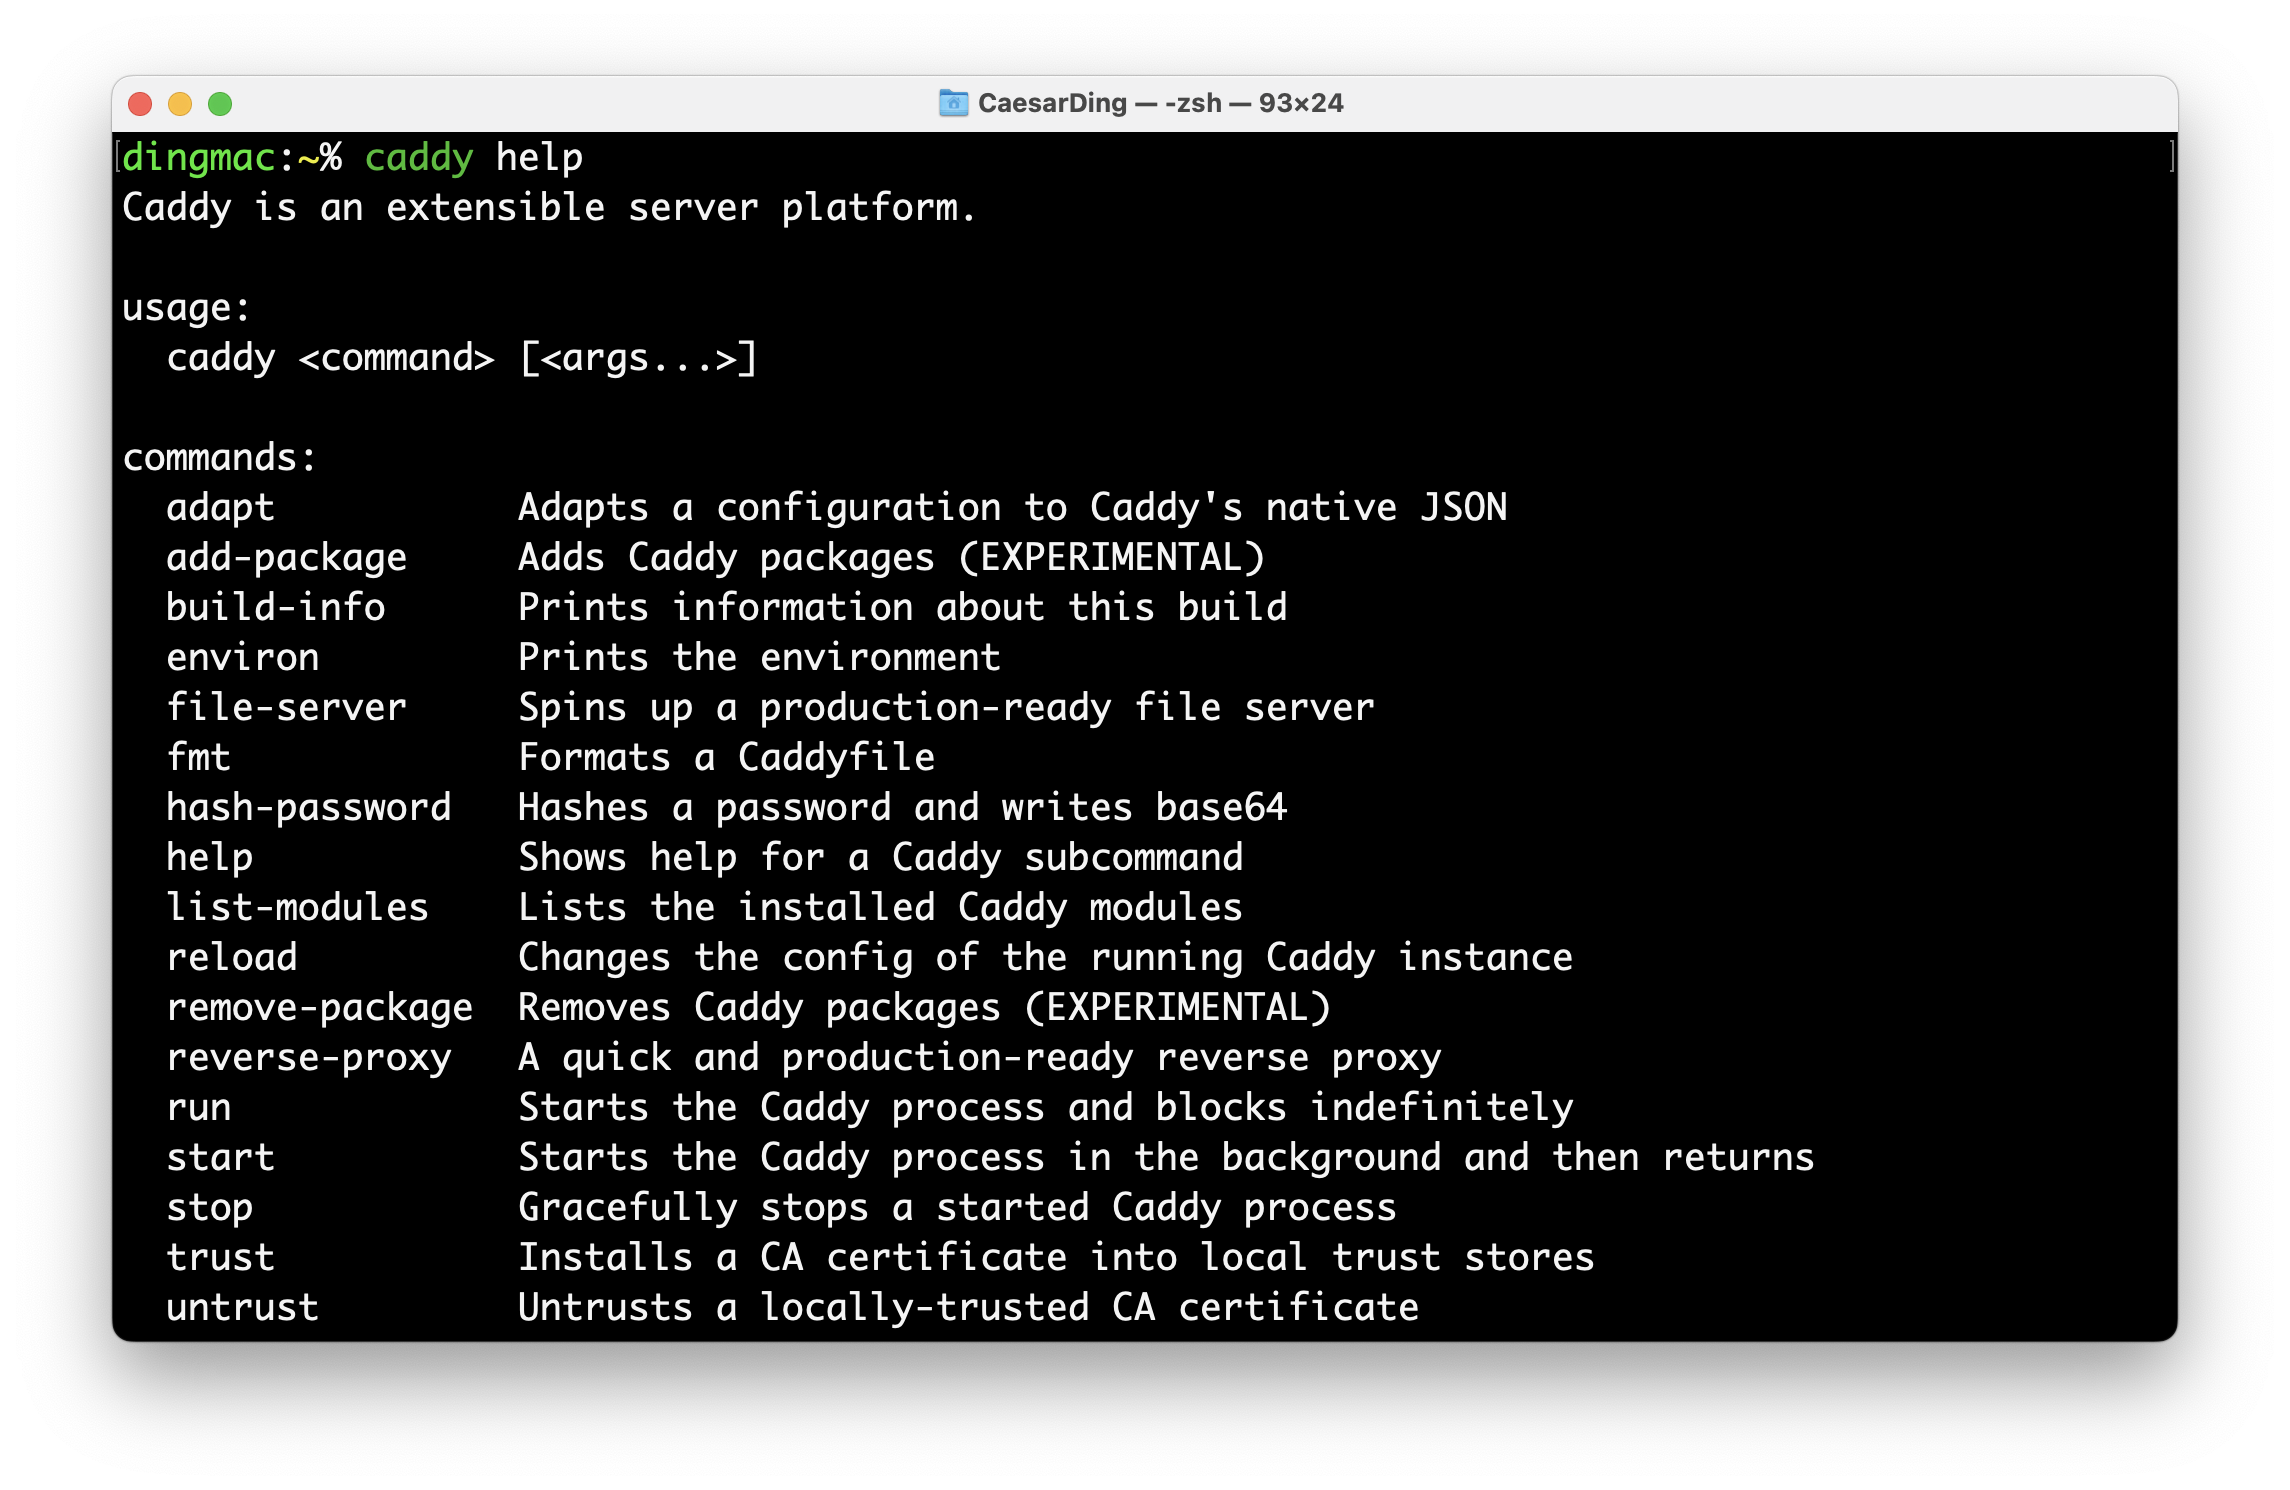 CaesarDing — -zsh — 93×24
dingmac:~% caddy help
Caddy is an extensible server platform.
usage:
  caddy <command> [<args...>]
commands:
  adapt           Adapts a configuration to Caddy's native JSON
  add-package     Adds Caddy packages (EXPERIMENTAL)
  build-info      Prints information about this build
  environ         Prints the environment
  file-server     Spins up a production-ready file server
  fmt             Formats a Caddyfile
  hash-password   Hashes a password and writes base64
  help            Shows help for a Caddy subcommand
  list-modules    Lists the installed Caddy modules
  reload          Changes the config of the running Caddy instance
  remove-package  Removes Caddy packages (EXPERIMENTAL)
  reverse-proxy   A quick and production-ready reverse proxy
  run             Starts the Caddy process and blocks indefinitely
  start           Starts the Caddy process in the background and then returns
  stop            Gracefully stops a started Caddy process
  trust           Installs a CA certificate into local trust stores
  untrust         Untrusts a locally-trusted CA certificate